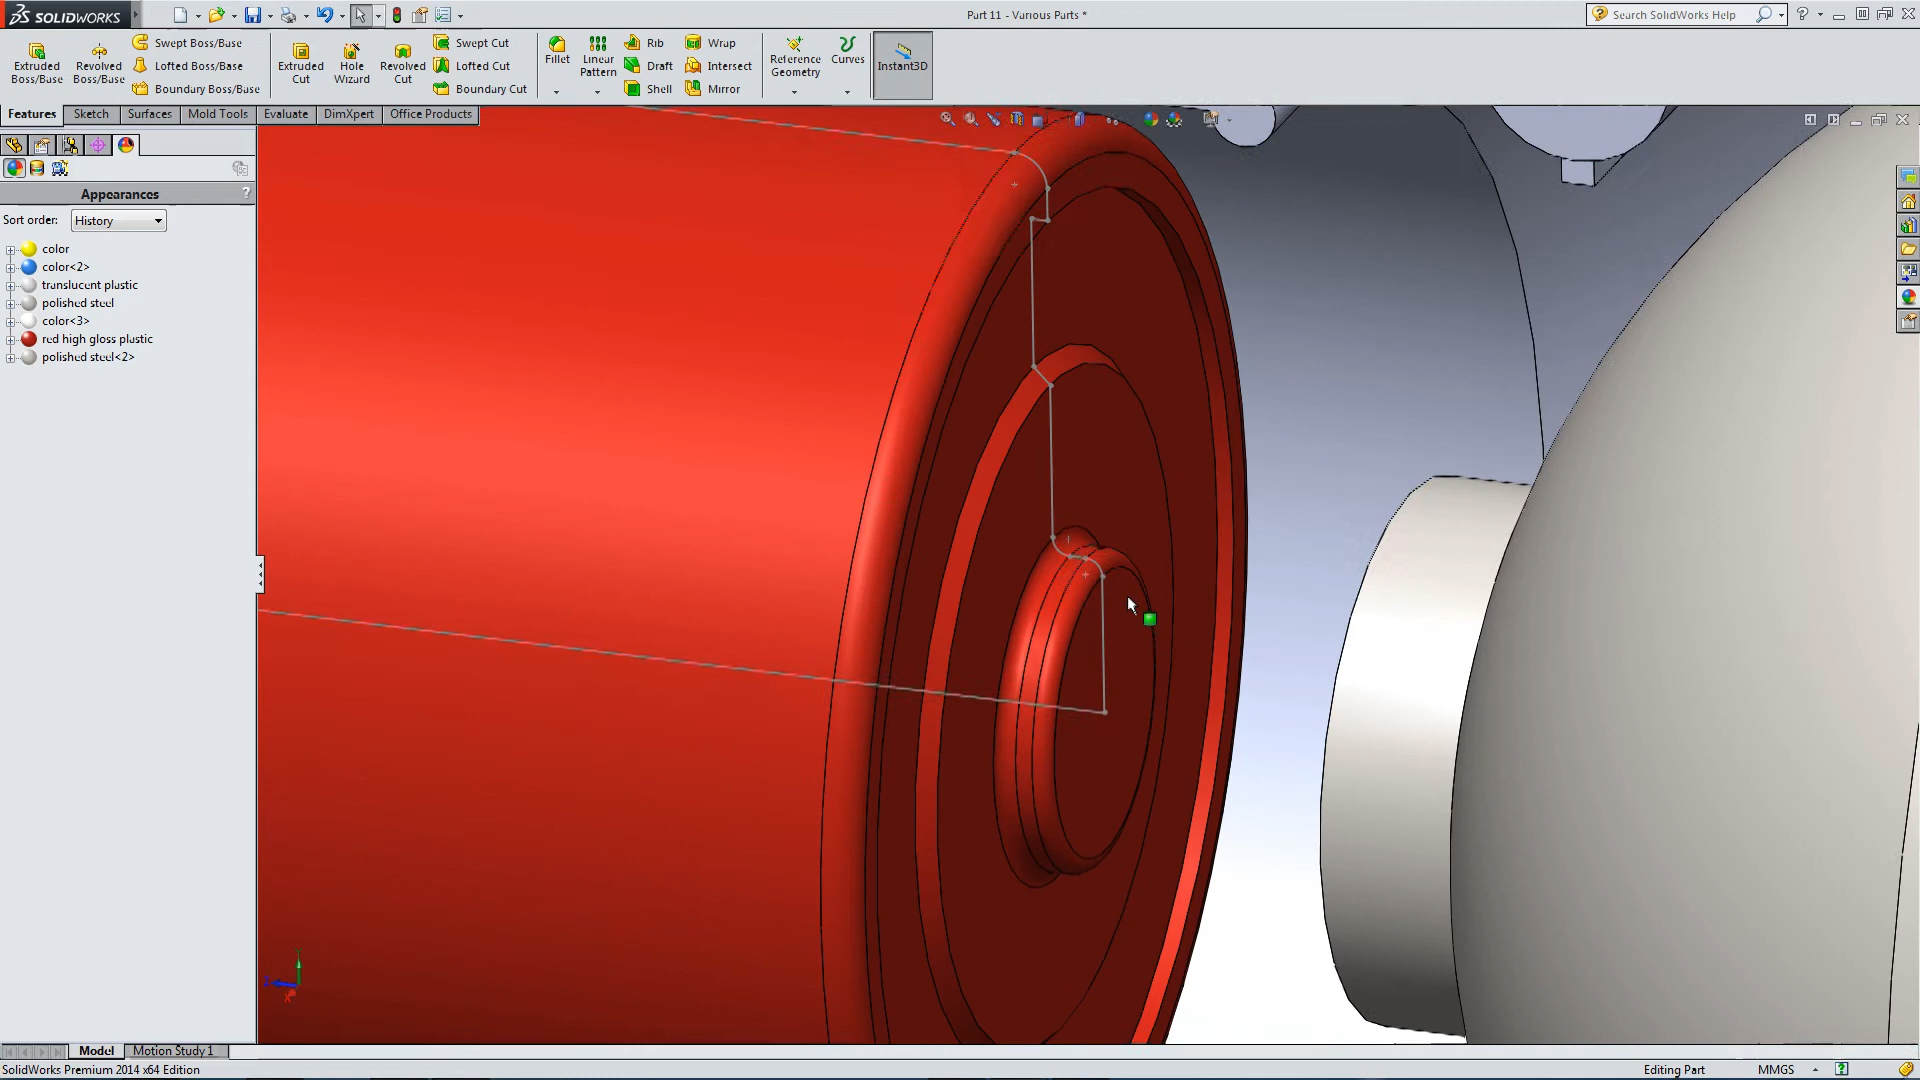 SOLIDWORKS
Part 11 - Various Parts *
Search SolidWorks Help
Extruded Boss/Base
Revolved Boss/Base
Swept Boss/Base
Lofted Boss/Base
Boundary Boss/Base
Extruded Cut
Hole Wizard
Revolved Cut
Swept Cut
Lofted Cut
Boundary Cut
Fillet
Linear Pattern
Rib
Draft
Shell
Wrap
Intersect
Mirror
Reference Geometry
Curves
Instant3D
Features
Sketch
Surfaces
Mold Tools
Evaluate
DimXpert
Office Products
Appearances
?
Sort order:
History
color
color<2>
translucent plastic
polished steel
color<3>
red high gloss plastic
polished steel<2>
Model
Motion Study 1
SolidWorks Premium 2014 x64 Edition
Editing Part
MMGS